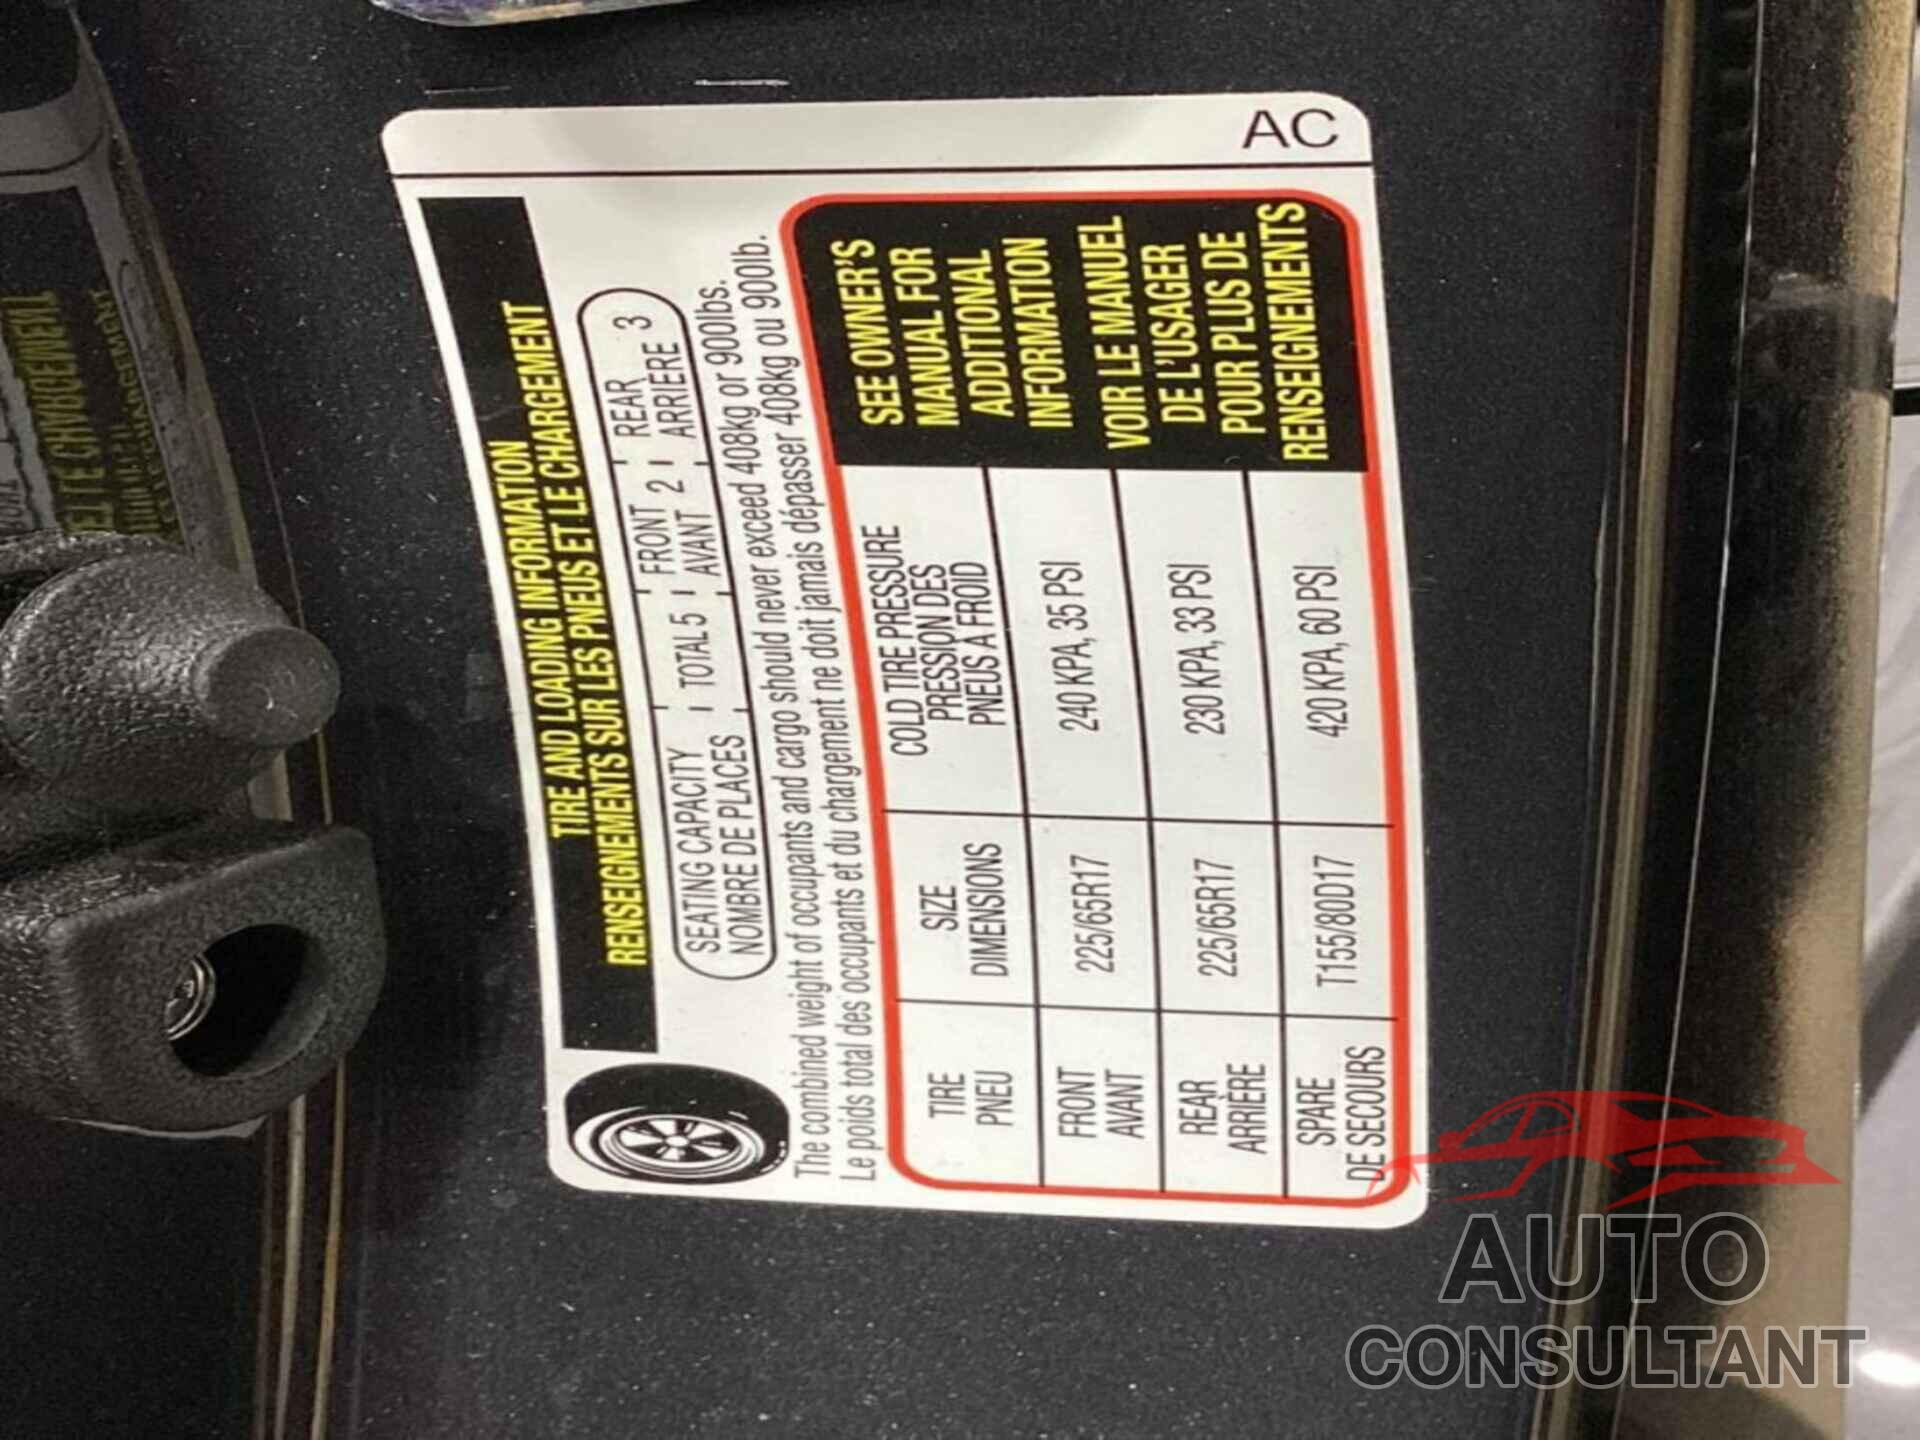 AC
TIRE AND LOADING INFORMATION
RENSEIGNEMENTS SUR LES PNEUS ET LE CHARGEMENT
SEATING CAPACITY TOTAL 5 FRONT 2 REAR 3
NOMBRE DE PLACES AVANT ARRIÈRE
The combined weight of occupants and cargo should never exceed 408kg or 900lbs.
Le poids total des occupants et du chargement ne doit jamais dépasser 408kg ou 900lb.
TIRE
PNEU
SIZE
DIMENSIONS
COLD TIRE PRESSURE
PRESSION DES
PNEUS A FROID
FRONT
AVANT
225/65R17
240 KPA, 35 PSI
REAR
ARRIÈRE
225/65R17
230 KPA, 33 PSI
SPARE
DE SECOURS
T155/80D17
420 KPA, 60 PSI
SEE OWNER'S
MANUAL FOR
ADDITIONAL
INFORMATION
VOIR LE MANUEL
DE L'USAGER
POUR PLUS DE
RENSEIGNEMENTS
AUTO
CONSULTANT